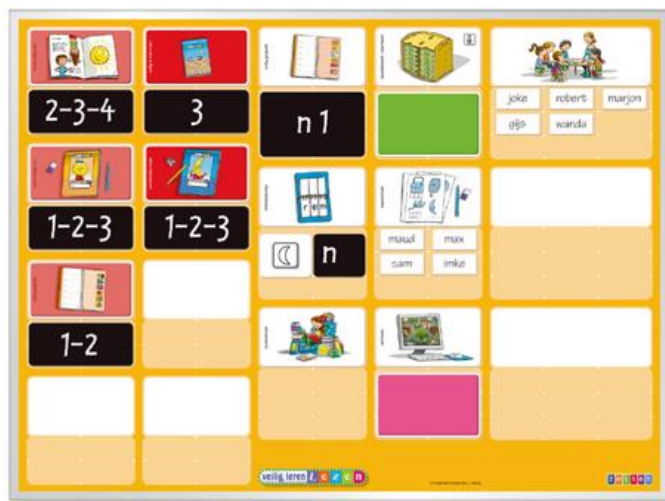 2-3-4
3
n 1
joke robert marjon
gijs wanda
1-2-3
1-2-3
n
maud max
sam imke
1-2
veilig leren lezen
zwijsen